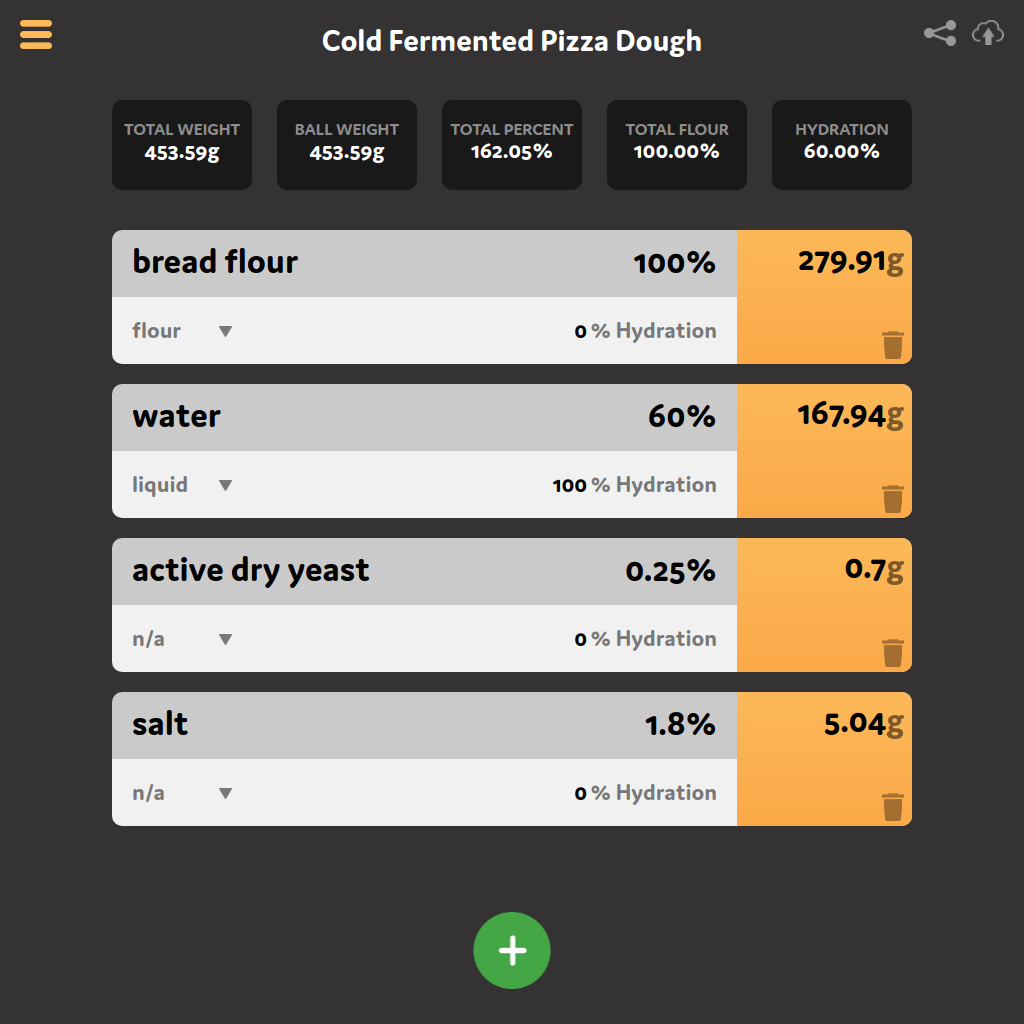 Cold Fermented Pizza Dough
TOTAL WEIGHT
453.59g
BALL WEIGHT
453.59g
TOTAL PERCENT
162.05%
TOTAL FLOUR
100.00%
HYDRATION
60.00%
bread flour 100% 279.91g
flour 0 % Hydration
water 60% 167.94g
liquid 100 % Hydration
active dry yeast 0.25% 0.7g
n/a 0 % Hydration
salt 1.8% 5.04g
n/a 0 % Hydration